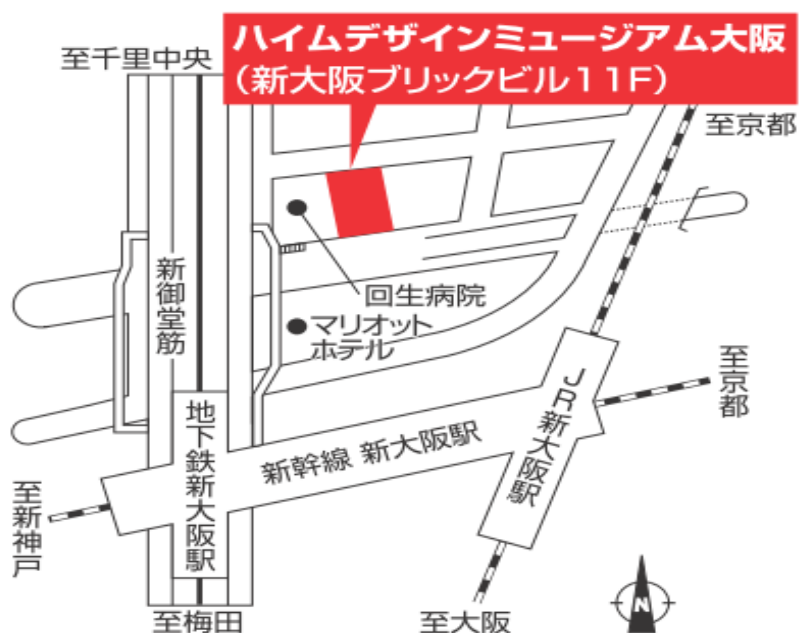 ハイムデザインミュージアム大阪
（新大阪ブリックビル11F）
至千里中央
至京都
新御堂筋
回生病院
マリオット
ホテル
至京都
JR新大阪駅
新幹線 新大阪駅
地下鉄新大阪駅
至新神戸
至梅田
至大阪
N